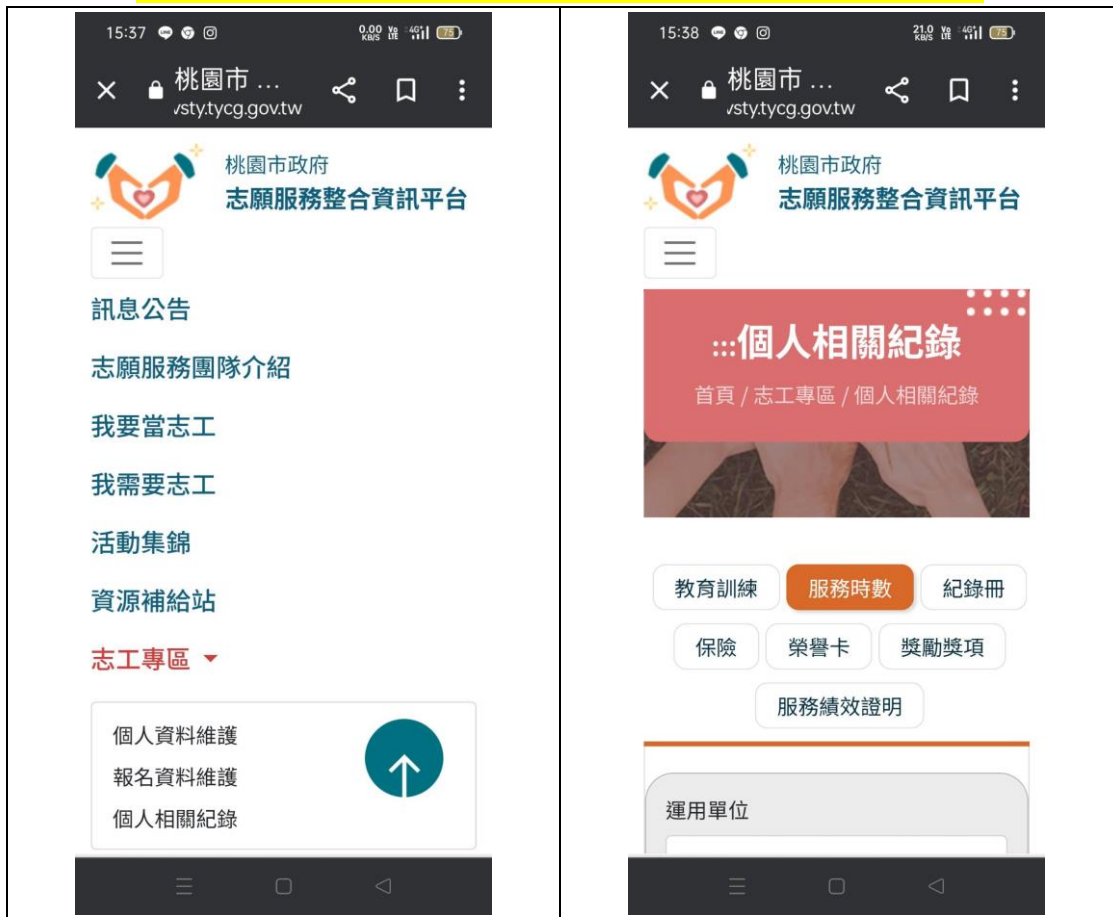 15:37
0.00 KB/S
Vo LTE
4G
75
桃園市 ...
vsty.tycg.gov.tw
桃園市政府
志願服務整合資訊平台
訊息公告
志願服務團隊介紹
我要當志工
我需要志工
活動集錦
資源補給站
志工專區
個人資料維護
報名資料維護
個人相關紀錄
15:38
21.0 KB/S
Vo LTE
4G
75
桃園市 ...
vsty.tycg.gov.tw
桃園市政府
志願服務整合資訊平台
:::個人相關紀錄
首頁 / 志工專區 / 個人相關紀錄
教育訓練 服務時數 紀錄冊
保險 榮譽卡 獎勵獎項
服務績效證明
運用單位